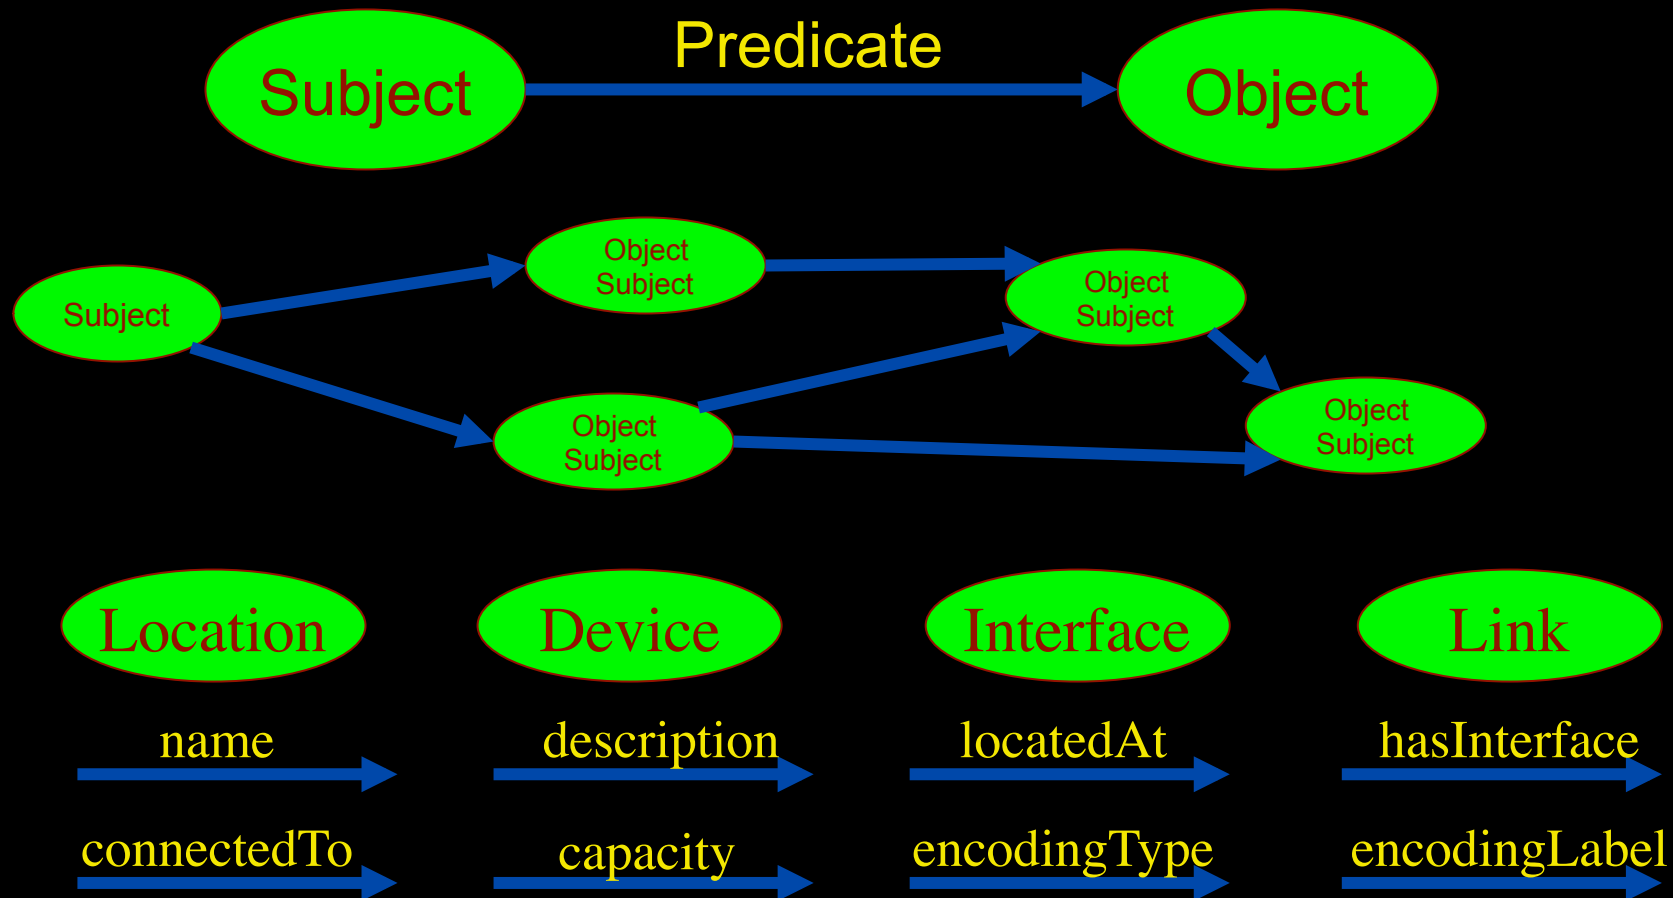 Predicate
Subject
Object
Subject
Object
Subject
Object
Subject
Object
Subject
Object
Subject
Location
Device
Interface
Link
name
description
locatedAt
hasInterface
connectedTo
capacity
encodingType
encodingLabel